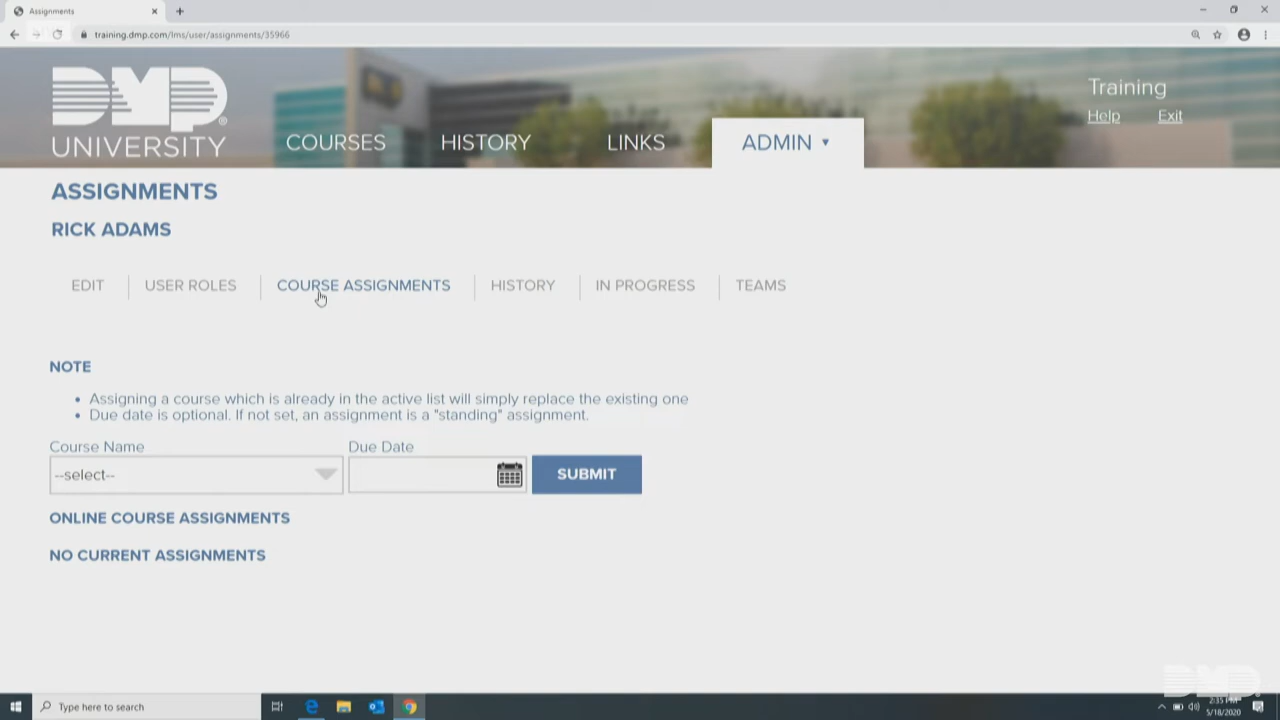 Assignments
training.dmp.com/lms/user/assignments/35966
DMP
UNIVERSITY
COURSES
HISTORY
LINKS
ADMIN
Training
Help
Exit
ASSIGNMENTS
RICK ADAMS
EDIT
USER ROLES
COURSE ASSIGNMENTS
HISTORY
IN PROGRESS
TEAMS
NOTE
• Assigning a course which is already in the active list will simply replace the existing one
• Due date is optional. If not set, an assignment is a "standing" assignment.
Course Name
Due Date
--select--
SUBMIT
ONLINE COURSE ASSIGNMENTS
NO CURRENT ASSIGNMENTS
DMP
Type here to search
5/18/2020